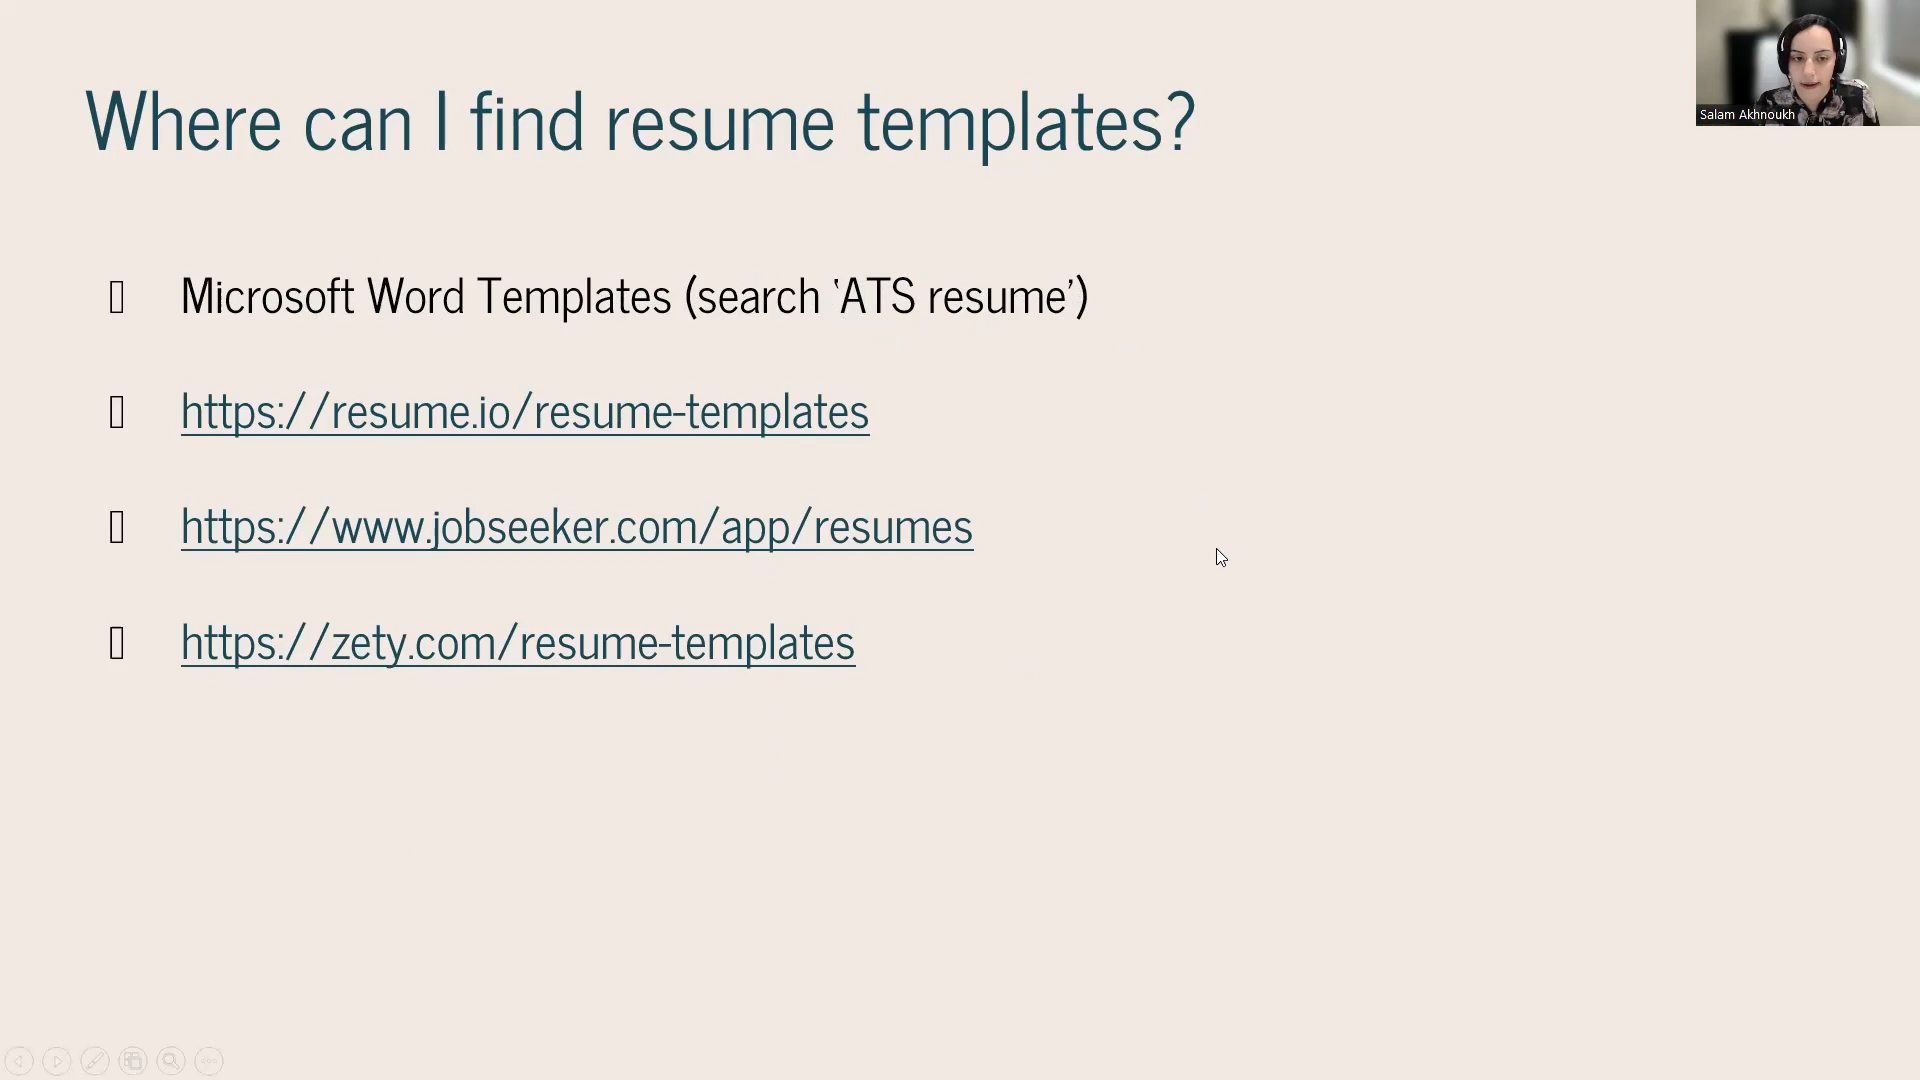 Where can I find resume templates?
Salam Akhnoukh
Microsoft Word Templates (search ‘ATS resume’)
https://resume.io/resume-templates
https://www.jobseeker.com/app/resumes
https://zety.com/resume-templates